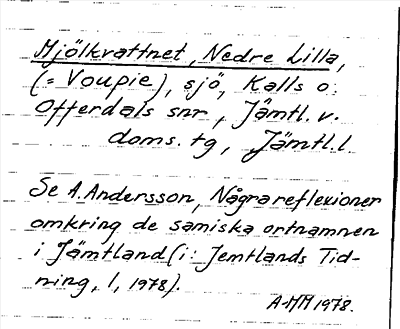 Mjölkvattnet, Nedre Lilla,
(= Voupie), sjö, Kalls o.
Offerdals snr, Jämtl. v.
doms. tg, Jämtl. l.
Se A. Andersson, Några reflexioner
omkring de samiska ortnamnen
i Jämtland (i: Jemtlands Tid-
ning, 1, 1978).
A-MM 1978.